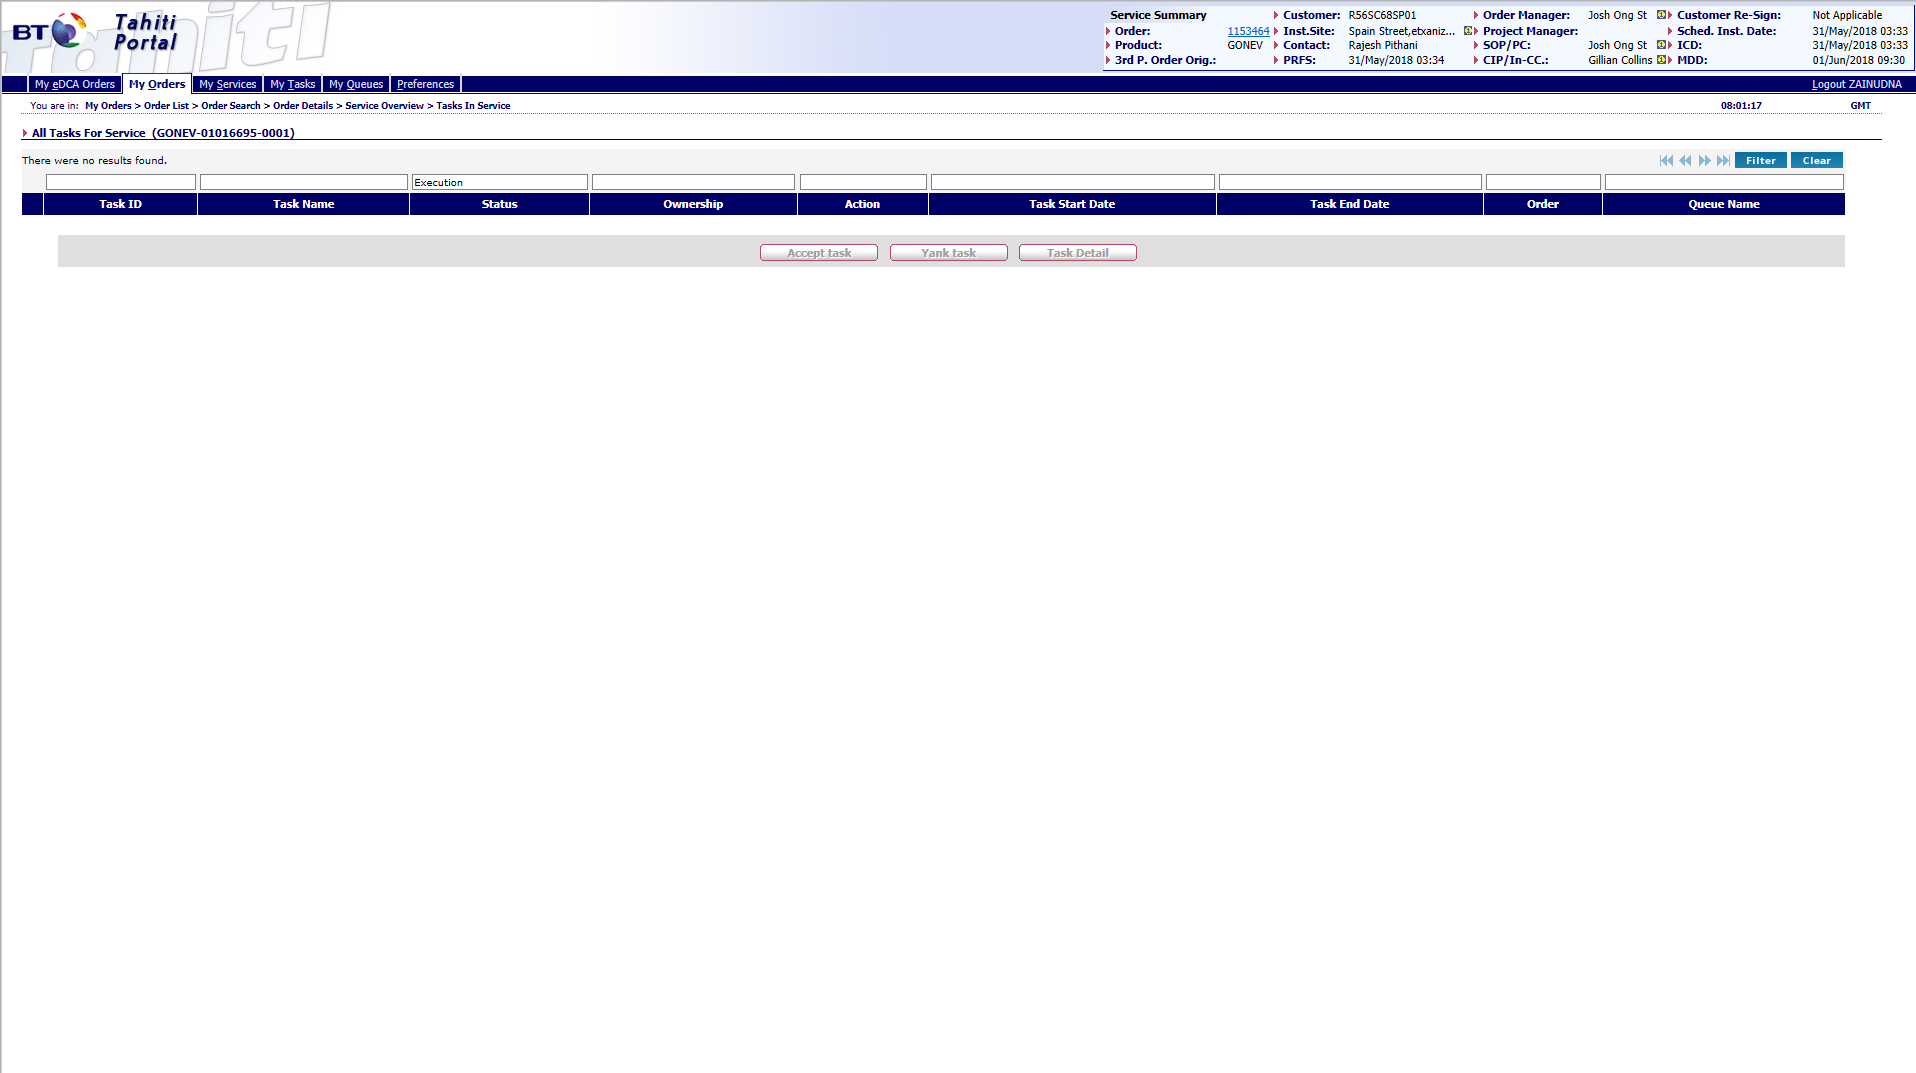 BT Tahiti Portal
Service Summary
Order: 1153464
Product: GONEV
3rd P. Order Orig.:
Customer: R56SC68SP01
Inst.Site: Spain Street,etxaniz...
Contact: Rajesh Pithani
PRFS: 31/May/2018 03:34
Order Manager: Josh Ong St
Project Manager:
SOP/PC: Josh Ong St
CIP/In-CC.: Gillian Collins
Customer Re-Sign: Not Applicable
Sched. Inst. Date: 31/May/2018 03:33
ICD: 31/May/2018 03:33
MDD: 01/Jun/2018 09:30
My eDCA Orders My Orders My Services My Tasks My Queues Preferences Logout ZAINUDNA
You are in: My Orders > Order List > Order Search > Order Details > Service Overview > Tasks In Service 08:01:17 GMT
All Tasks For Service (GONEV-01016695-0001)
There were no results found. Filter Clear
Execution
Task ID Task Name Status Ownership Action Task Start Date Task End Date Order Queue Name
Accept task Yank task Task Detail